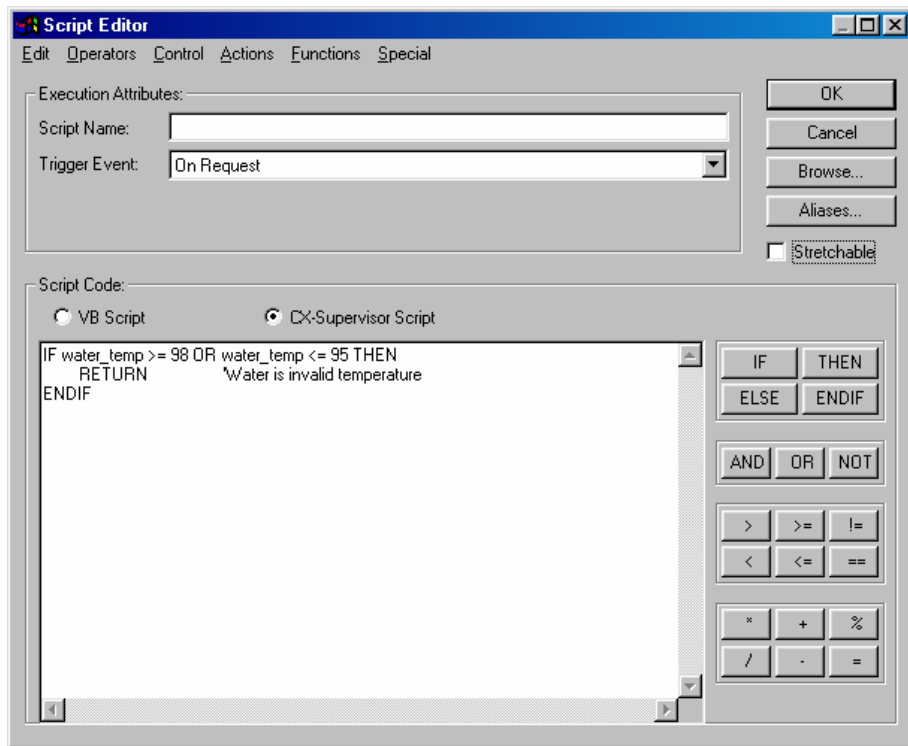 Script Editor
Edit Operators Control Actions Functions Special
Execution Attributes:
Script Name:
Trigger Event: On Request
OK
Cancel
Browse...
Aliases...
Stretchable
Script Code:
VB Script CX-Supervisor Script
IF water_temp >= 98 OR water_temp <= 95 THEN
RETURN 'Water is invalid temperature
ENDIF
IF THEN
ELSE ENDIF
AND OR NOT
> >= !=
< <= ==
* + %
/ - =